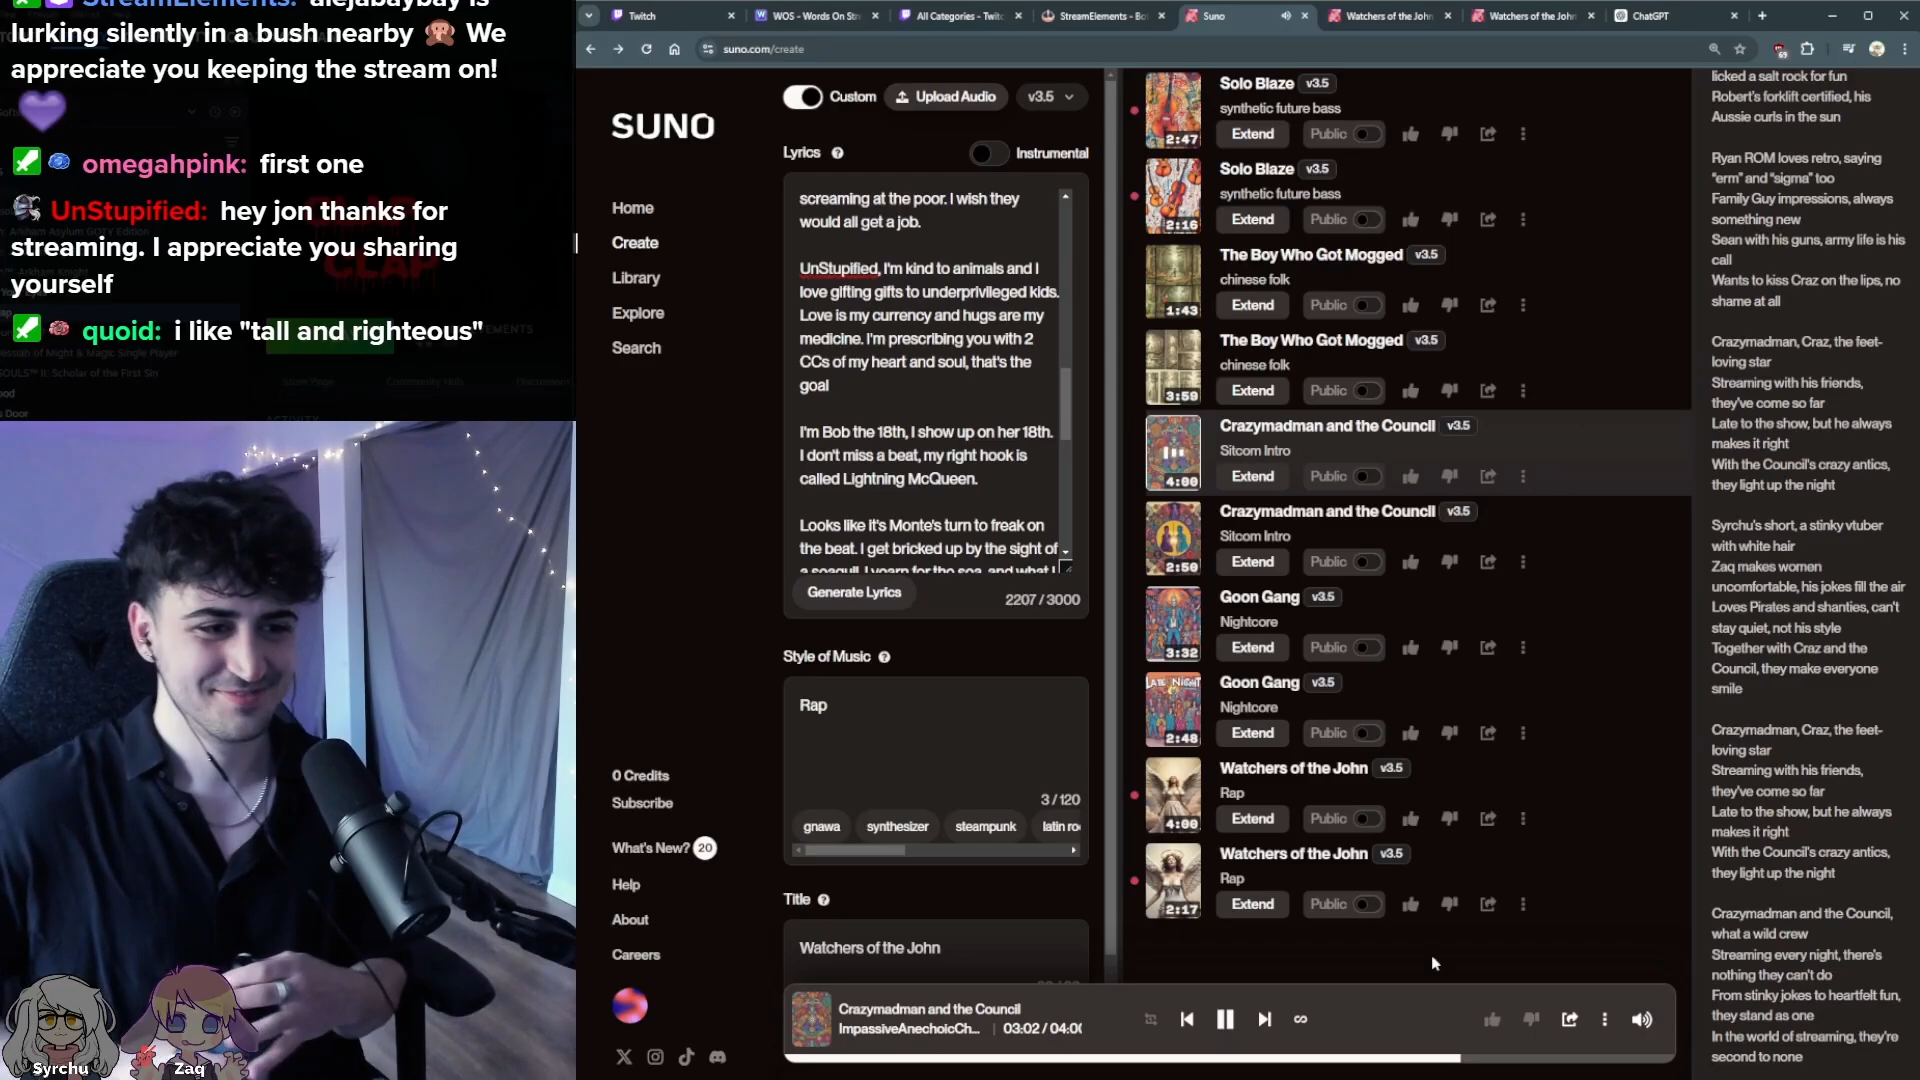 StreamElements: alejabaybay is
lurking silently in a bush nearby 🙊 We
appreciate you keeping the stream on!
omegahpink: first one
UnStupified: hey jon thanks for
streaming. I appreciate you sharing
yourself
quoid: i like "tall and righteous"
Syrchu
Zaq
Twitch
WOS - Words On Str
All Categories - Twitc
StreamElements - Bo
Suno
Watchers of the John
Watchers of the John
ChatGPT
suno.com/create
SUNO
Home
Create
Library
Explore
Search
0 Credits
Subscribe
What's New? 20
Help
About
Careers
Custom
Upload Audio
v3.5
Lyrics
Instrumental
screaming at the poor. I wish they
would all get a job.
UnStupified, I'm kind to animals and I
love gifting gifts to underprivileged kids.
Love is my currency and hugs are my
medicine. I'm prescribing you with 2
CCs of my heart and soul, that's the
goal
I'm Bob the 18th, I show up on her 18th.
I don't miss a beat, my right hook is
called Lightning McQueen.
Looks like it's Monte's turn to freak on
the beat. I get bricked up by the sight of
a seagull. I yearn for the sea, and what I
Generate Lyrics
2207 / 3000
Style of Music
Rap
3 / 120
gnawa
synthesizer
steampunk
latin ro
Title
Watchers of the John
Solo Blaze v3.5
synthetic future bass
2:47
Extend
Public
Solo Blaze v3.5
synthetic future bass
2:16
Extend
Public
The Boy Who Got Mogged v3.5
chinese folk
1:43
Extend
Public
The Boy Who Got Mogged v3.5
chinese folk
3:59
Extend
Public
Crazymadman and the Council v3.5
Sitcom Intro
4:00
Extend
Public
Crazymadman and the Council v3.5
Sitcom Intro
2:50
Extend
Public
Goon Gang v3.5
Nightcore
3:32
Extend
Public
Goon Gang v3.5
Nightcore
2:48
Extend
Public
Watchers of the John v3.5
Rap
4:00
Extend
Public
Watchers of the John v3.5
Rap
2:17
Extend
Public
Crazymadman and the Council
ImpassiveAnechoicCh...
03:02 / 04:00
licked a salt rock for fun
Robert's forklift certified, his
Aussie curls in the sun
Ryan ROM loves retro, saying
"erm" and "sigma" too
Family Guy impressions, always
something new
Sean with his guns, army life is his
call
Wants to kiss Craz on the lips, no
shame at all
Crazymadman, Craz, the feet-
loving star
Streaming with his friends,
they've come so far
Late to the show, but he always
makes it right
With the Council's crazy antics,
they light up the night
Syrchu's short, a stinky vtuber
with white hair
Zaq makes women
uncomfortable, his jokes fill the air
Loves Pirates and shanties, can't
stay quiet, not his style
Together with Craz and the
Council, they make everyone
smile
Crazymadman, Craz, the feet-
loving star
Streaming with his friends,
they've come so far
Late to the show, but he always
makes it right
With the Council's crazy antics,
they light up the night
Crazymadman and the Council,
what a wild crew
Streaming every night, there's
nothing they can't do
From stinky jokes to heartfelt fun,
they stand as one
In the world of streaming, they're
second to none